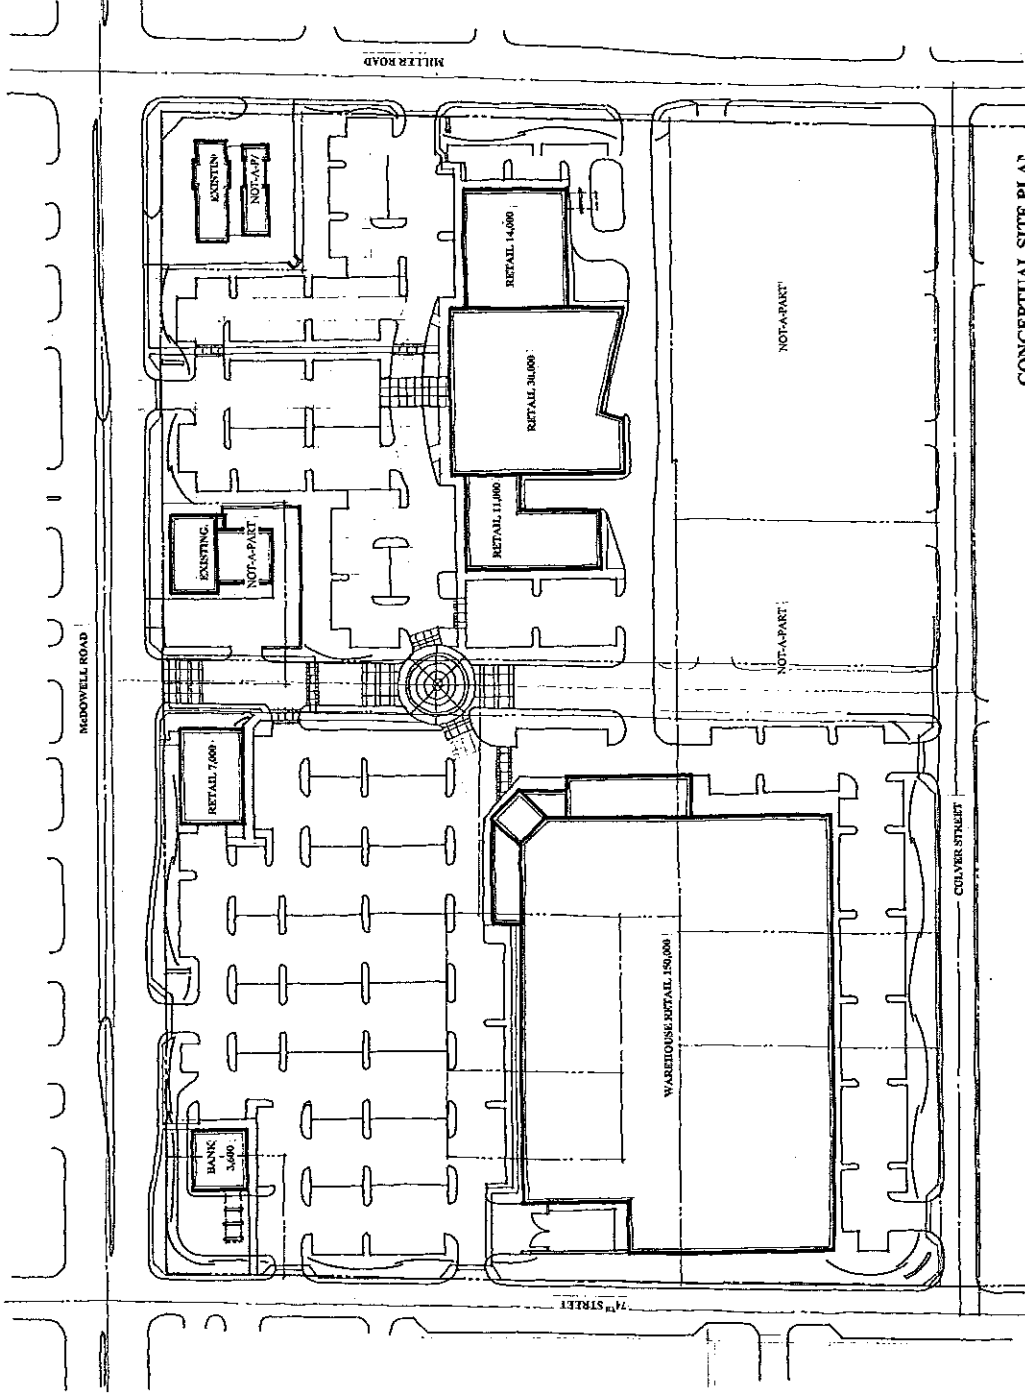 MILLER ROAD
EXISTIN
NOT-A-P/
RETAIL 14,000
RETAIL 30,000
NOT-A-PART
CONCEPTUAL SITE PLAN
RETAIL 11,000
EXISTING.
NOT-A-PART
NOT-A-PART
McDOWELL ROAD
RETAIL 7,000
CULVER STREET
WAREHOUSE RETAIL 150,000
BANK
3,600
74TH STREET